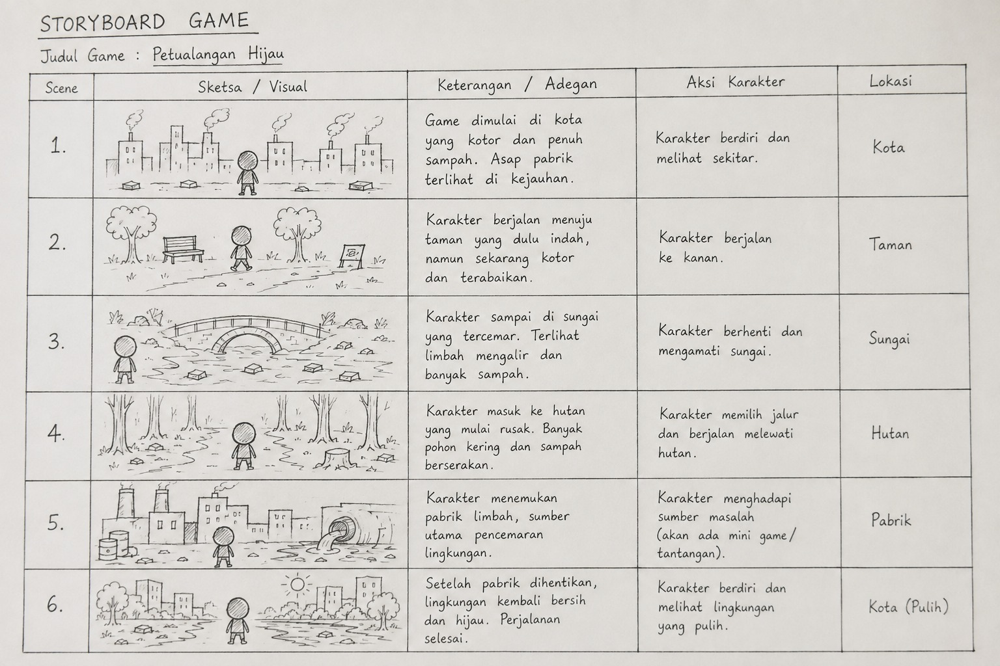 STORYBOARD GAME
Judul Game : Petualangan Hijau
Scene
Sketsa / Visual
Keterangan / Adegan
Aksi Karakter
Lokasi
1.
Game dimulai di kota
yang kotor dan penuh
sampah. Asap pabrik
terlihat di kejauhan.
Karakter berdiri dan
melihat sekitar.
Kota
2.
Karakter berjalan menuju
taman yang dulu indah,
namun sekarang kotor
dan terabaikan.
Karakter berjalan
ke kanan.
Taman
3.
Karakter sampai di sungai
yang tercemar. Terlihat
limbah mengalir dan
banyak sampah.
Karakter berhenti dan
mengamati sungai.
Sungai
4.
Karakter masuk ke hutan
yang mulai rusak. Banyak
pohon kering dan sampah
berserakan.
Karakter memilih jalur
dan berjalan melewati
hutan.
Hutan
5.
Karakter menemukan
pabrik limbah, sumber
utama pencemaran
lingkungan.
Karakter menghadapi
sumber masalah
(akan ada mini game/
tantangan).
Pabrik
6.
Setelah pabrik dihentikan,
lingkungan kembali bersih
dan hijau. Perjalanan
selesai.
Karakter berdiri dan
melihat lingkungan
yang pulih.
Kota (Pulih)